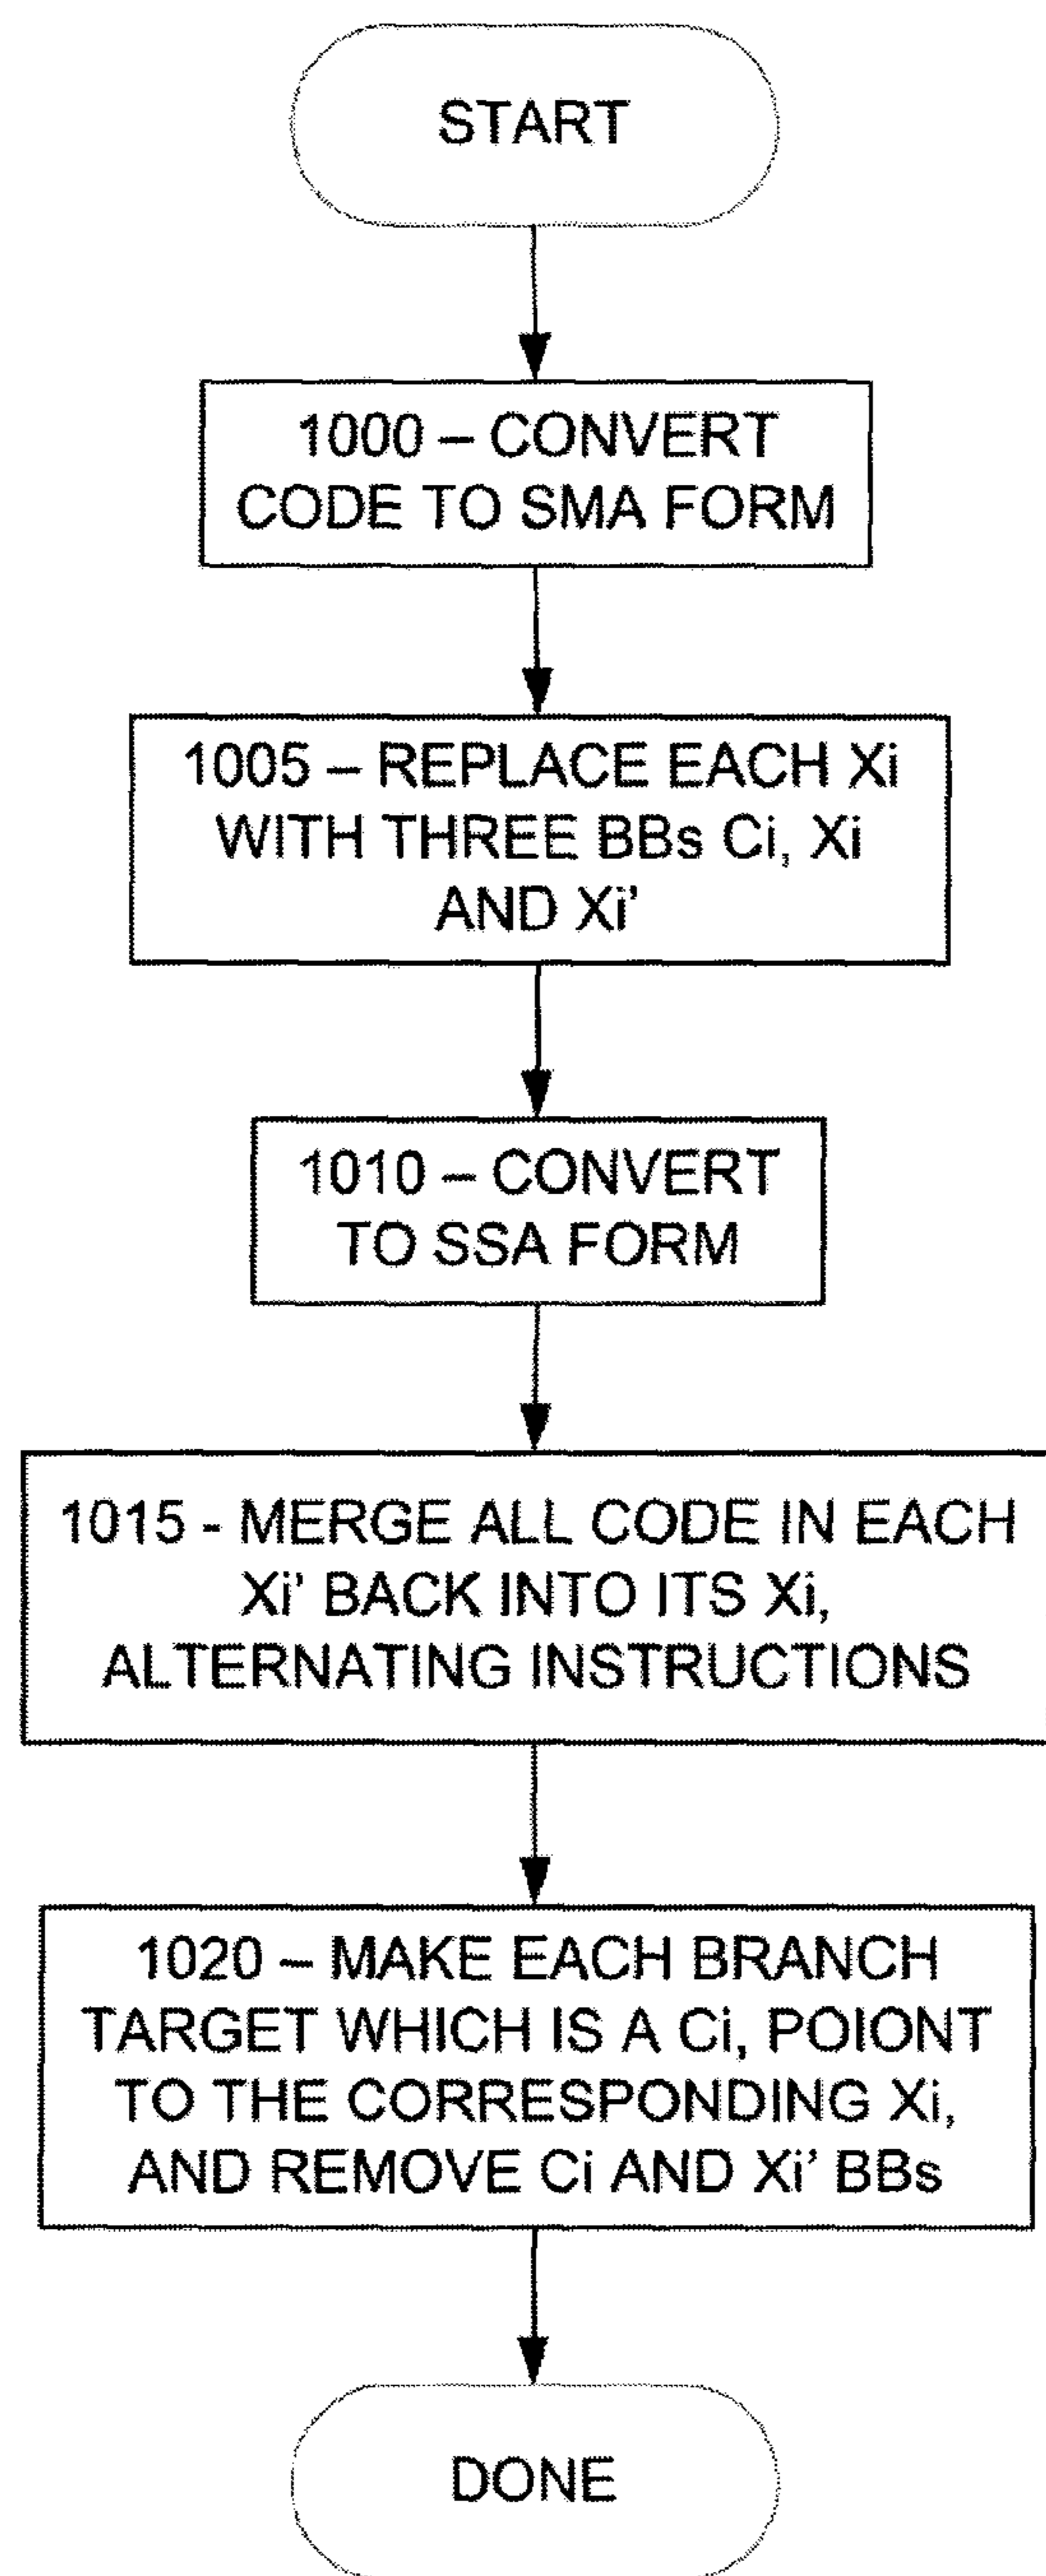 START
1000 – CONVERT
CODE TO SMA FORM
1005 – REPLACE EACH Xi
WITH THREE BBs Ci, Xi
AND Xi'
1010 – CONVERT
TO SSA FORM
1015 - MERGE ALL CODE IN EACH
Xi' BACK INTO ITS Xi,
ALTERNATING INSTRUCTIONS
1020 – MAKE EACH BRANCH
TARGET WHICH IS A Ci, POIONT
TO THE CORRESPONDING Xi,
AND REMOVE Ci AND Xi' BBs
DONE